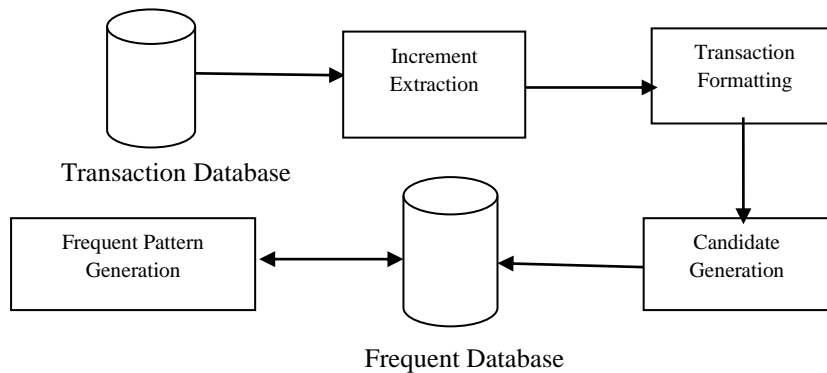 Increment
Extraction
Transaction
Formatting
Transaction Database
Frequent Pattern
Generation
Candidate
Generation
Frequent Database